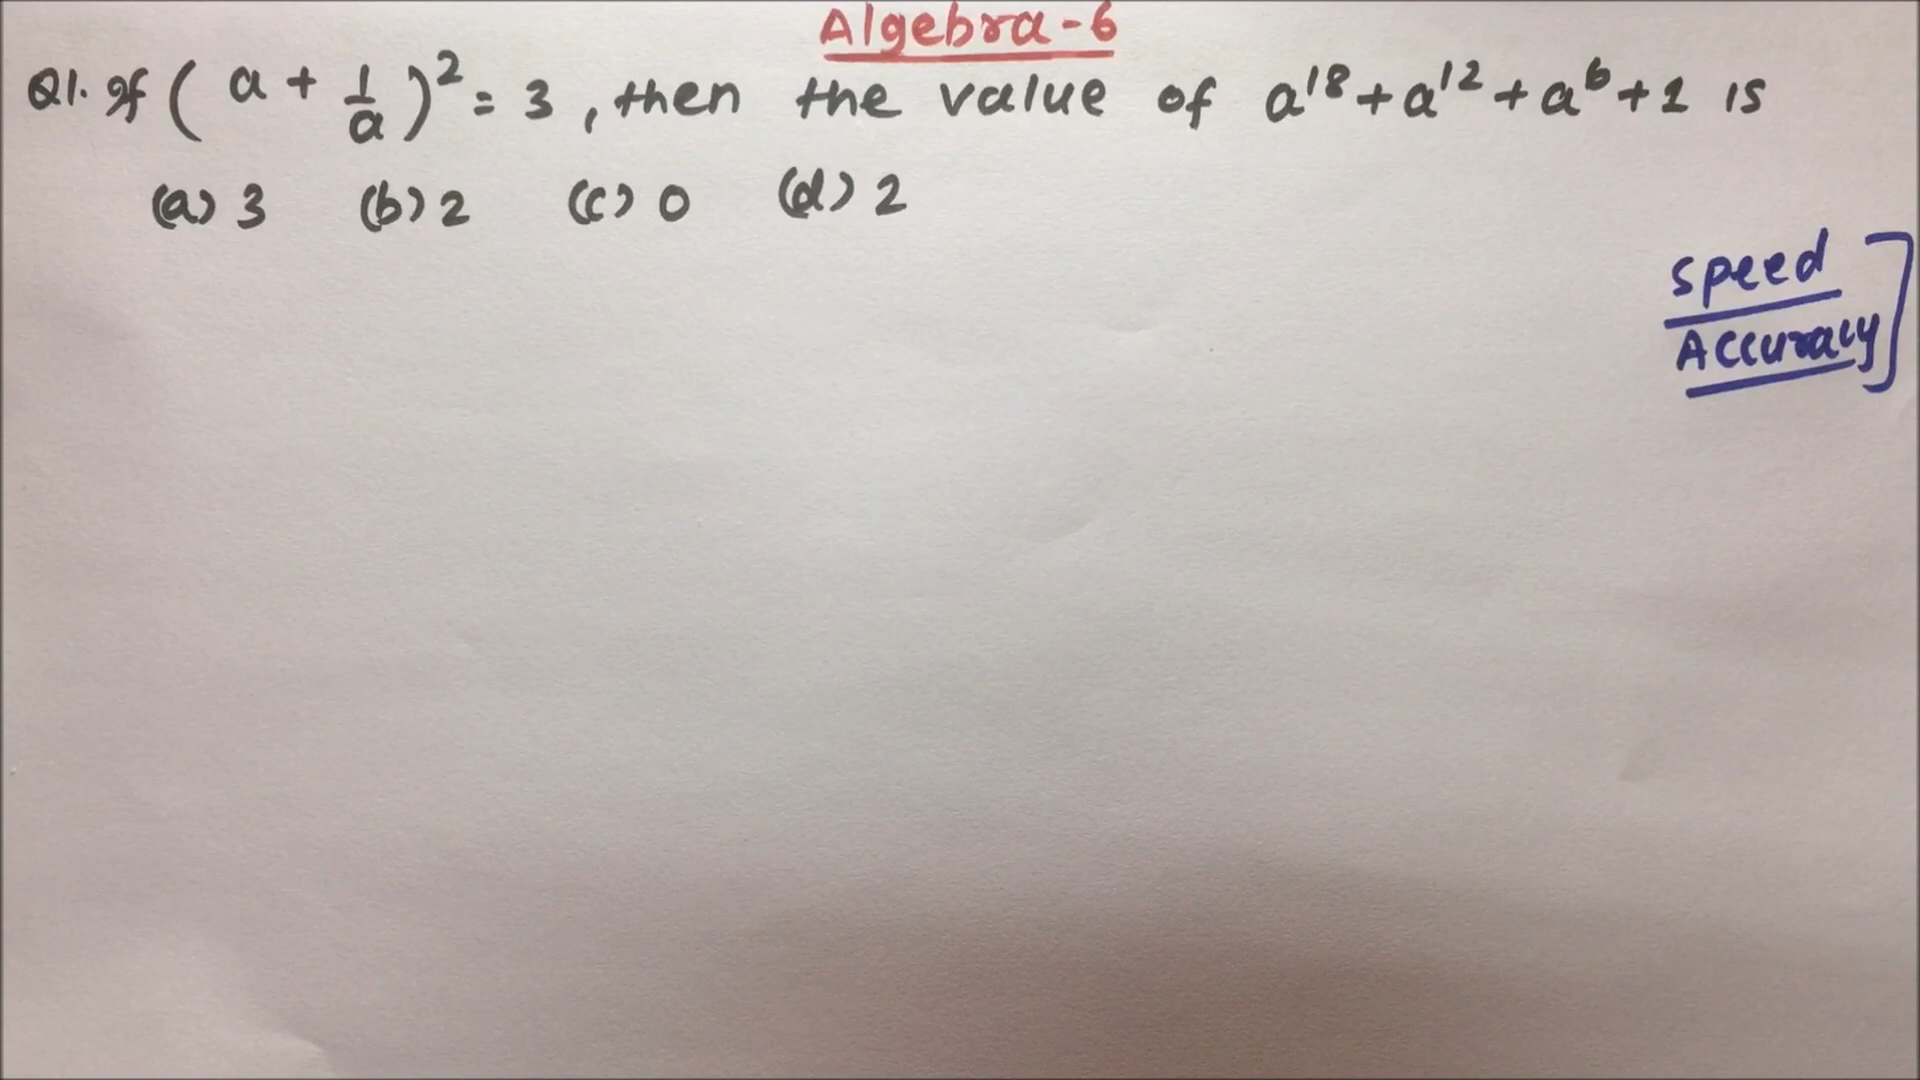 Algebra-6
Q1. If (a + 1/a)² = 3, then the value of a¹⁸ + a¹² + a⁶ + 1 is
(a) 3 (b) 2 (c) 0 (d) 2
Speed
Accuracy